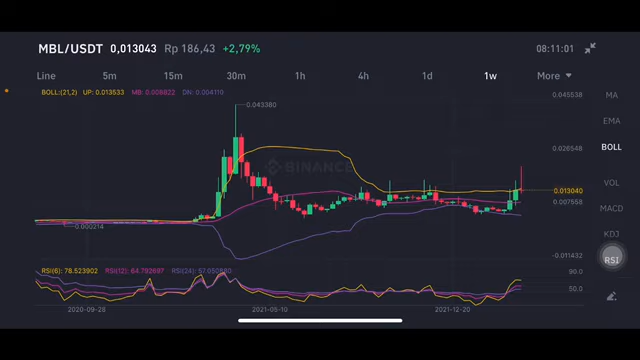 MBL/USDT 0,013043 Rp 186,43 +2,79% 08:11:01
Line 5m 15m 30m 1h 4h 1d 1w More
BOLL:(21,2) UP: 0.013533 MB: 0.008822 DN: 0.004110
MA
EMA
BOLL
VOL
MACD
KDJ
RSI
0.045538
0.043380
0.026548
BINANCE
0.013040
0.007558
0.000214
-0.011432
RSI(6): 78.523902 RSI(12): 64.792697 RSI(24): 57.050880
90.0
50.0
2020-09-28 2021-05-10 2021-12-20